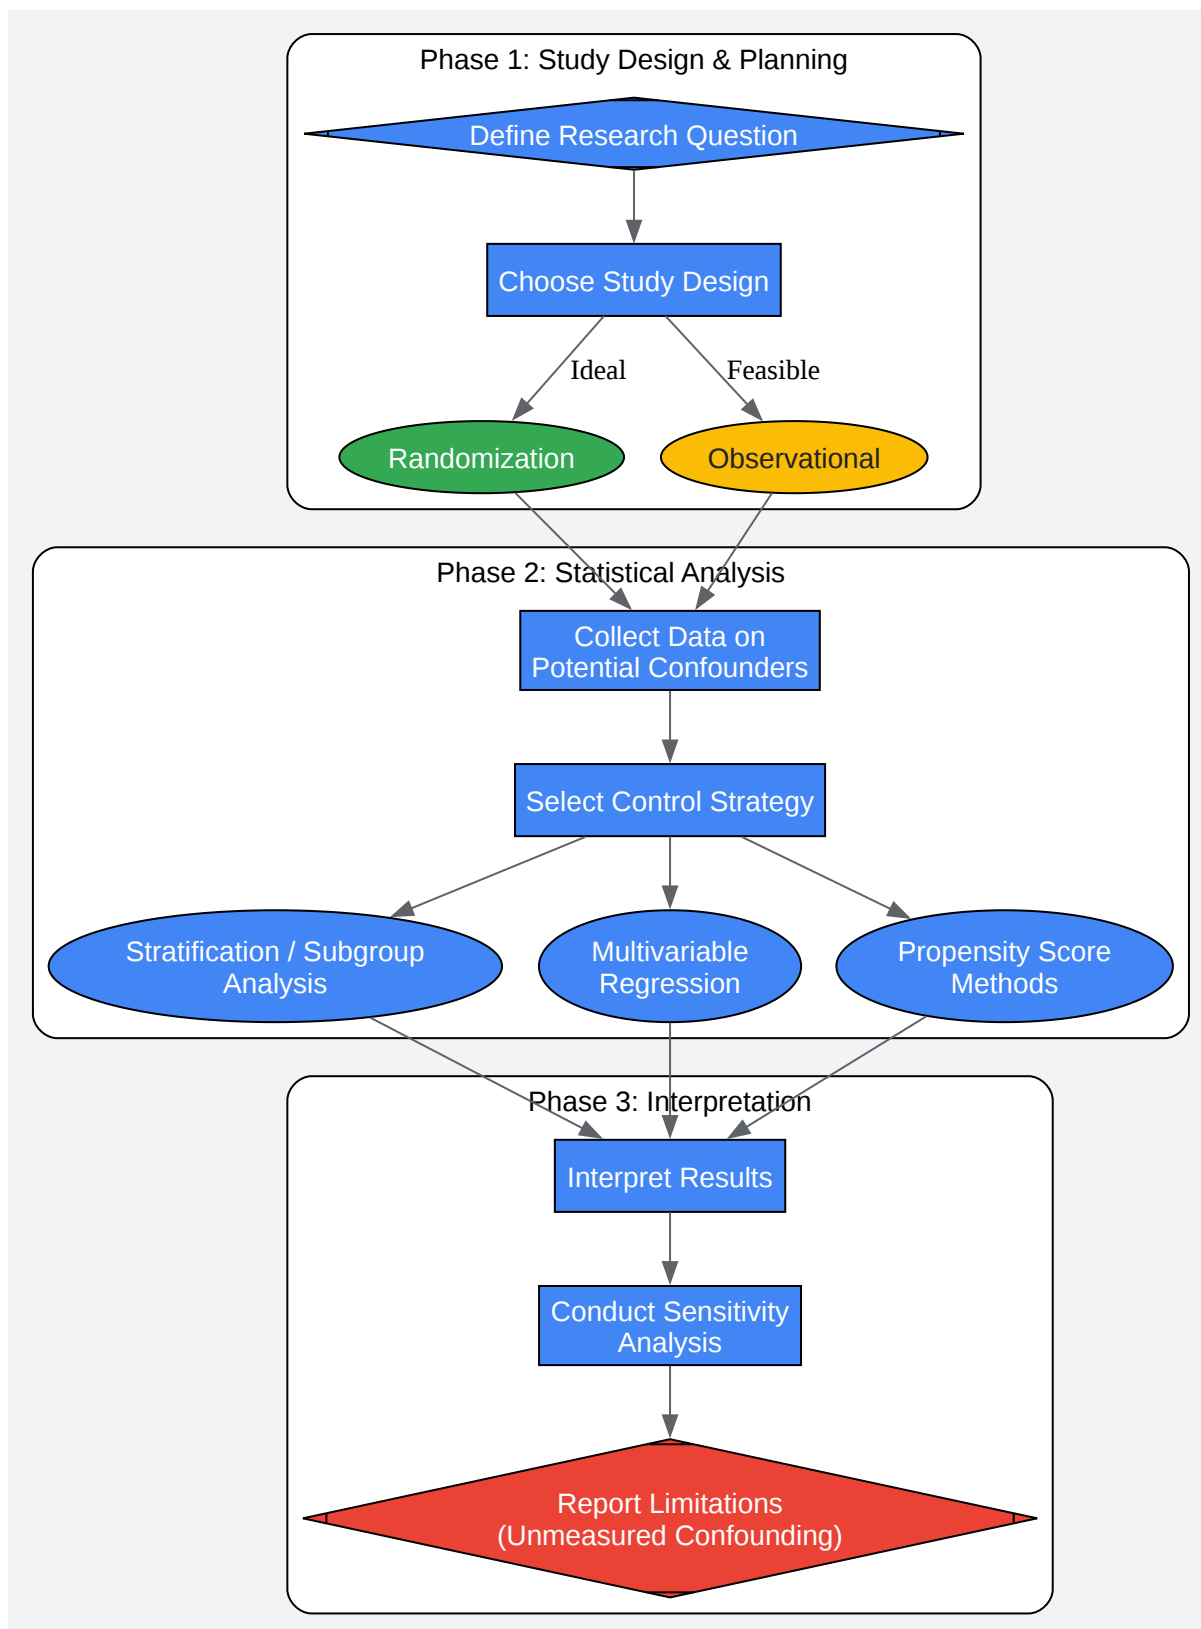 Phase 1: Study Design & Planning
Define Research Question
Choose Study Design
Ideal
Feasible
Randomization
Observational
Phase 2: Statistical Analysis
Collect Data on
Potential Confounders
Select Control Strategy
Stratification / Subgroup
Analysis
Multivariable
Regression
Propensity Score
Methods
Phase 3: Interpretation
Interpret Results
Conduct Sensitivity
Analysis
Report Limitations
(Unmeasured Confounding)